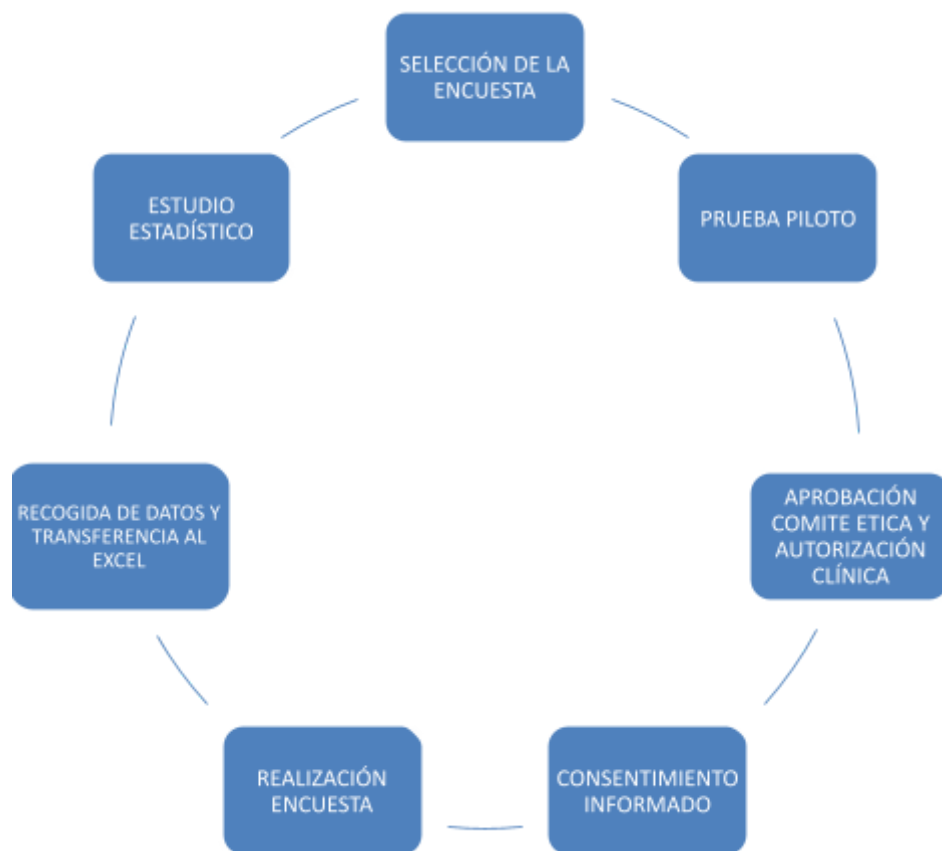 SELECCIÓN DE LA
ENCUESTA
PRUEBA PILOTO
APROBACIÓN
COMITE ETICA Y
AUTORIZACIÓN
CLÍNICA
CONSENTIMIENTO
INFORMADO
REALIZACIÓN
ENCUESTA
RECOGIDA DE DATOS Y
TRANSFERENCIA AL
EXCEL
ESTUDIO
ESTADÍSTICO